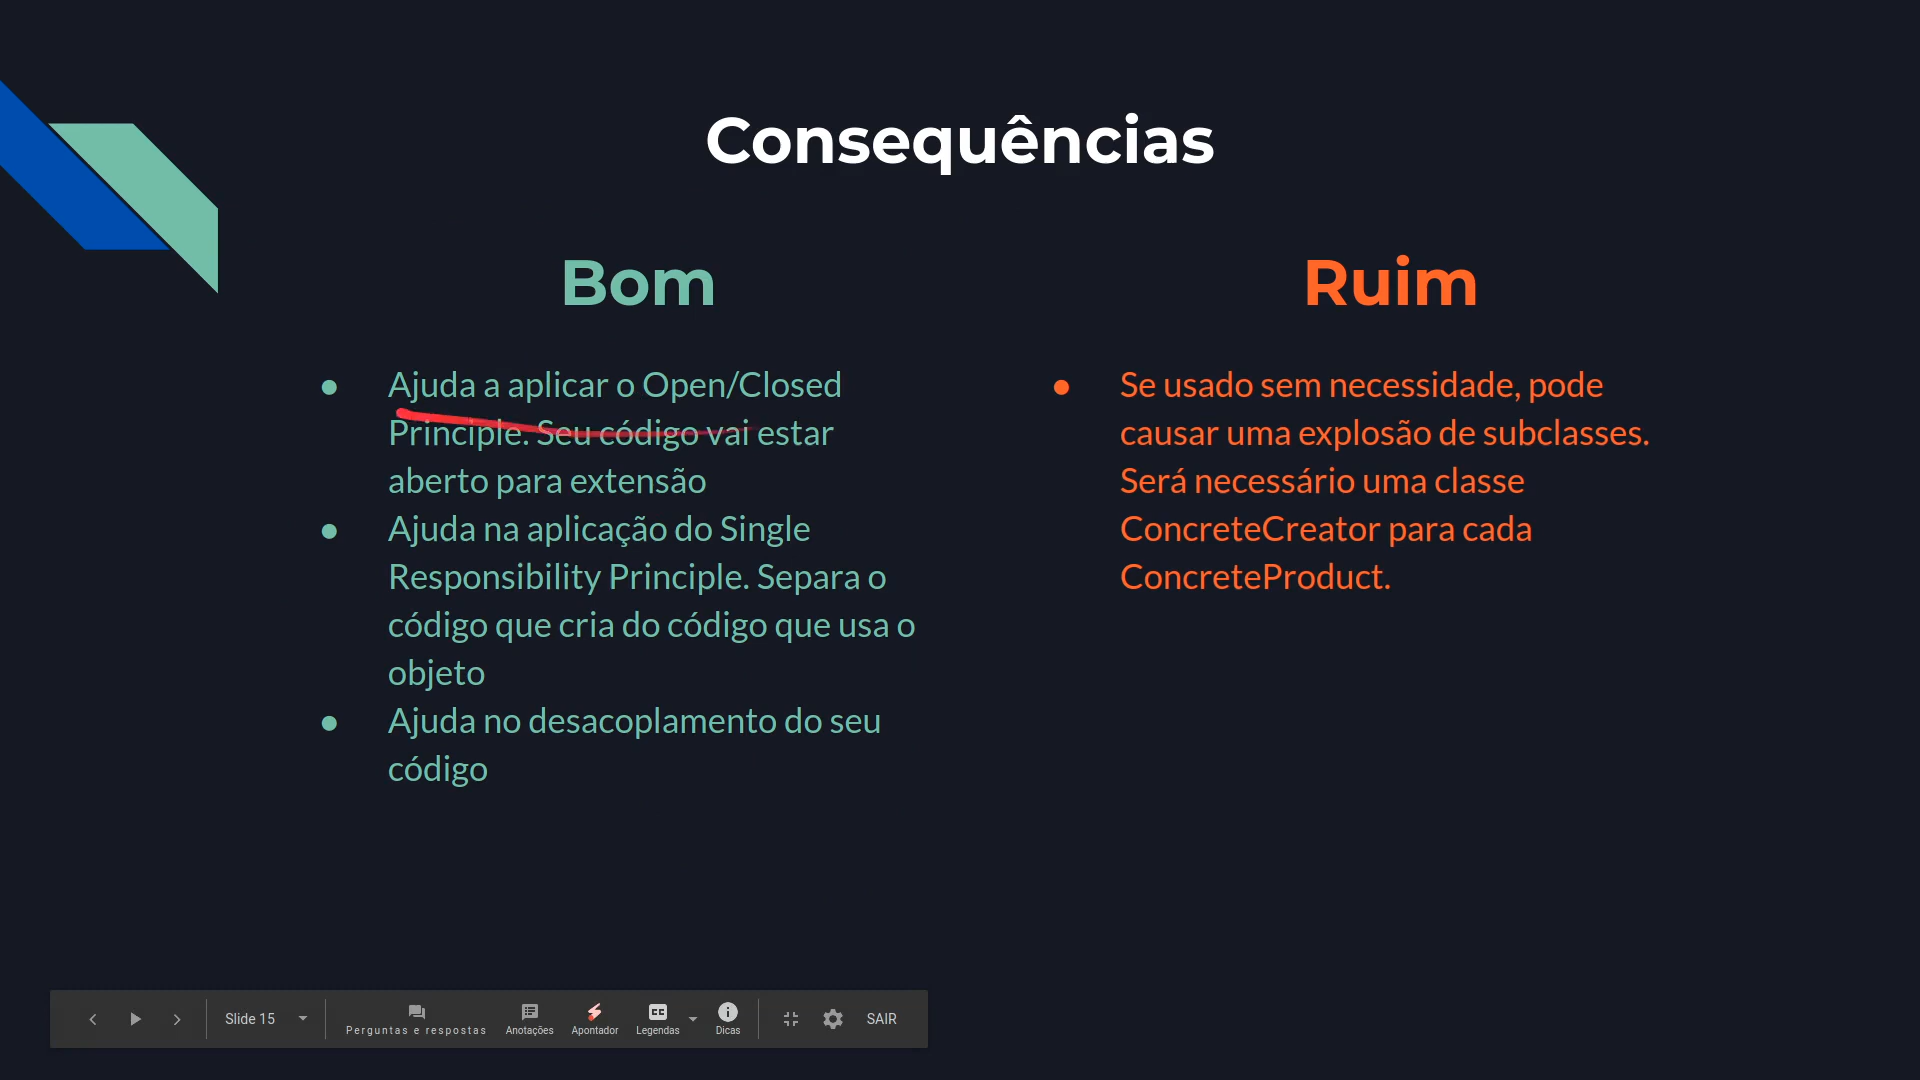 Consequências
Bom
● Ajuda a aplicar o Open/Closed
Principle. Seu código vai estar
aberto para extensão
● Ajuda na aplicação do Single
Responsibility Principle. Separa o
código que cria do código que usa o
objeto
● Ajuda no desacoplamento do seu
código
Ruim
● Se usado sem necessidade, pode
causar uma explosão de subclasses.
Será necessário uma classe
ConcreteCreator para cada
ConcreteProduct.
Slide 15
Perguntas e respostas
Anotações
Apontador
CC
Legendas
Dicas
SAIR